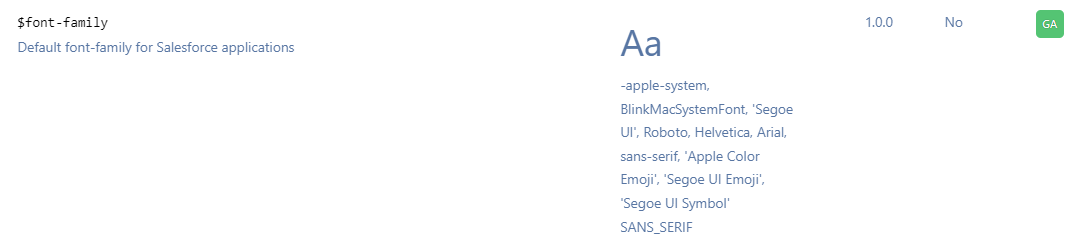 $font-family
Default font-family for Salesforce applications
Aa
-apple-system,
BlinkMacSystemFont, 'Segoe
UI', Roboto, Helvetica, Arial,
sans-serif, 'Apple Color
Emoji', 'Segoe UI Emoji',
'Segoe UI Symbol'
SANS_SERIF
1.0.0
No
GA